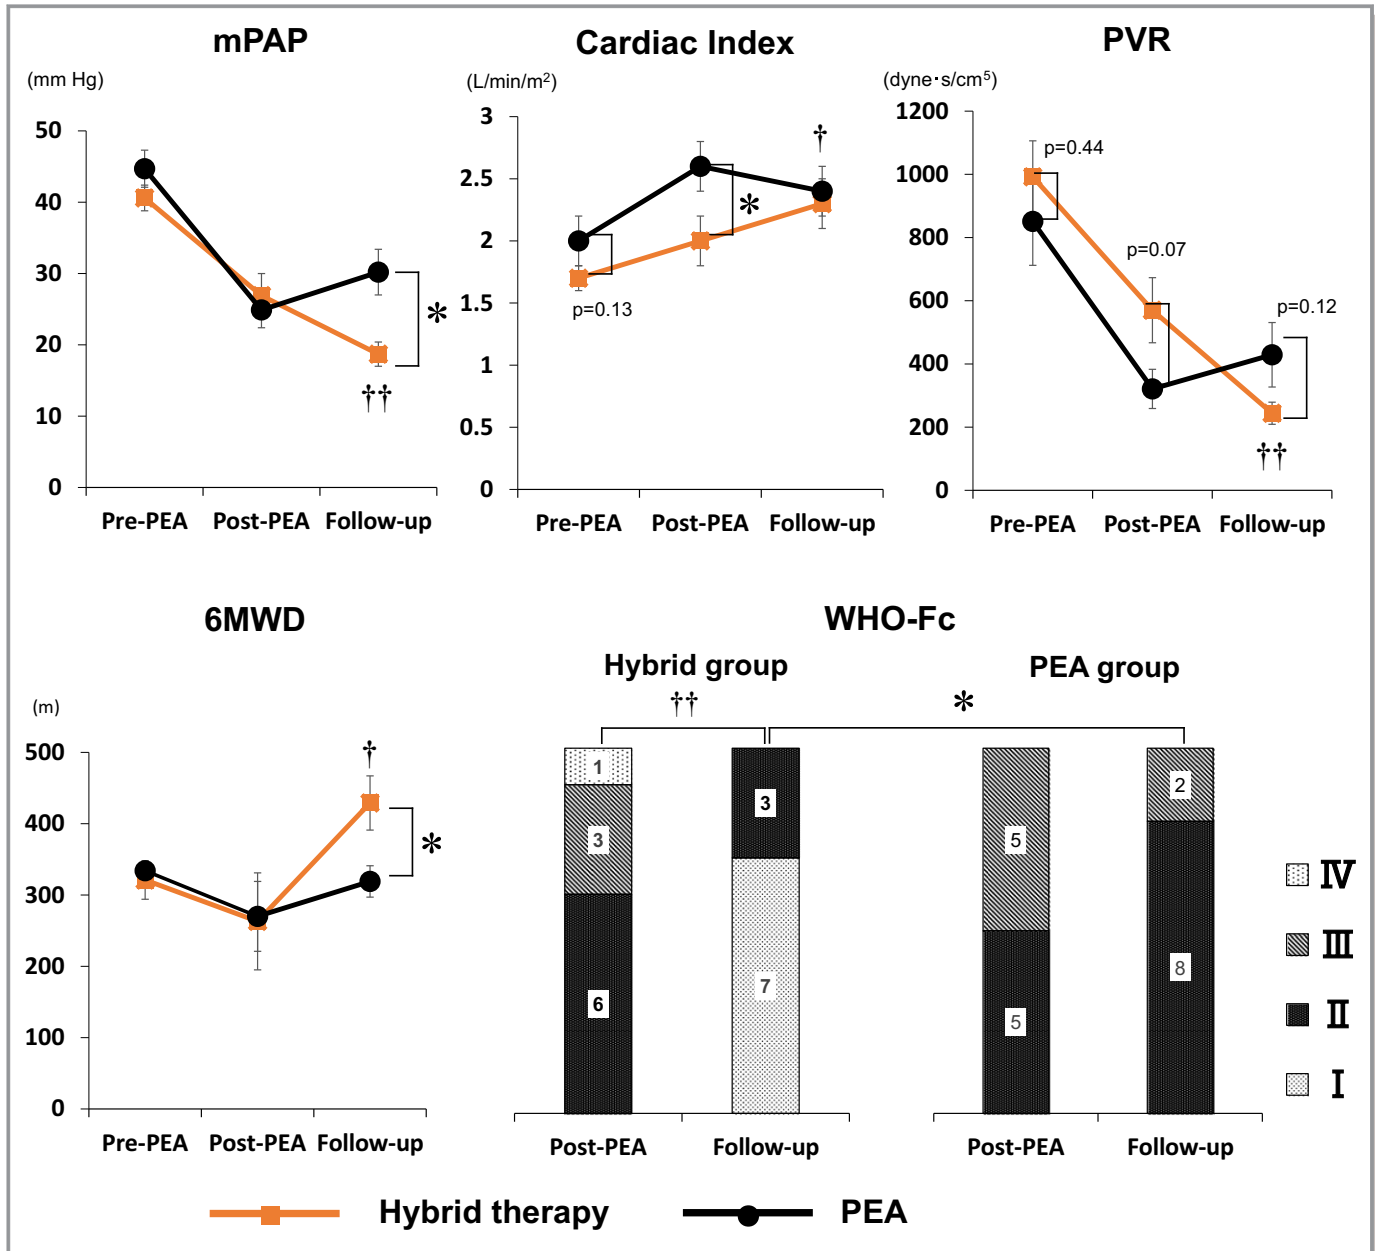 mPAP
(mm Hg)
50
40
30
20
10
0
*
††
Pre-PEA Post-PEA Follow-up
Cardiac Index
(L/min/m²)
3
2.5
2
1.5
1
0.5
0
†
*
p=0.13
Pre-PEA Post-PEA Follow-up
PVR
(dyne·s/cm⁵)
1200
1000
800
600
400
200
0
p=0.44
p=0.07
p=0.12
††
Pre-PEA Post-PEA Follow-up
6MWD
(m)
500
400
300
200
100
0
†
*
Pre-PEA Post-PEA Follow-up
WHO-Fc
Hybrid group
PEA group
††
*
1
3
6
3
7
5
5
2
8
Post-PEA Follow-up
Post-PEA Follow-up
IV
III
II
I
Hybrid therapy
PEA